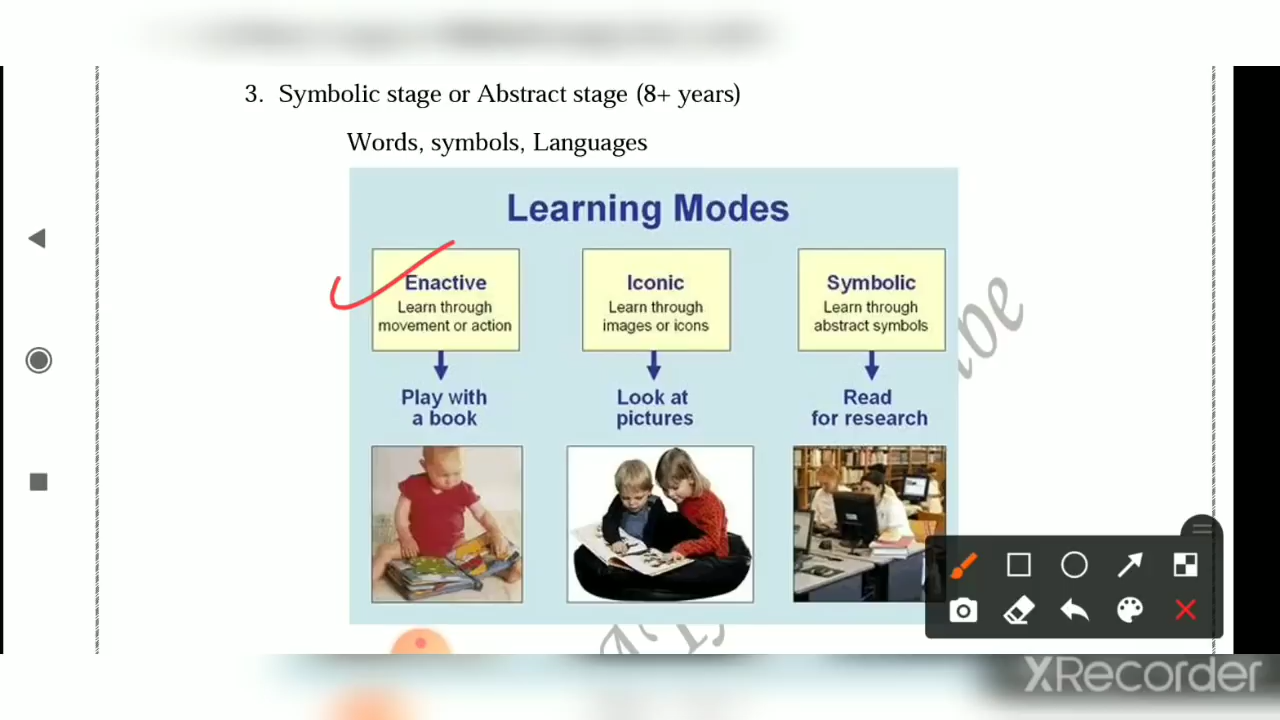 3. Symbolic stage or Abstract stage (8+ years)
Words, symbols, Languages
Learning Modes
Enactive
Learn through
movement or action
Iconic
Learn through
images or icons
Symbolic
Learn through
abstract symbols
Play with
a book
Look at
pictures
Read
for research
XRecorder